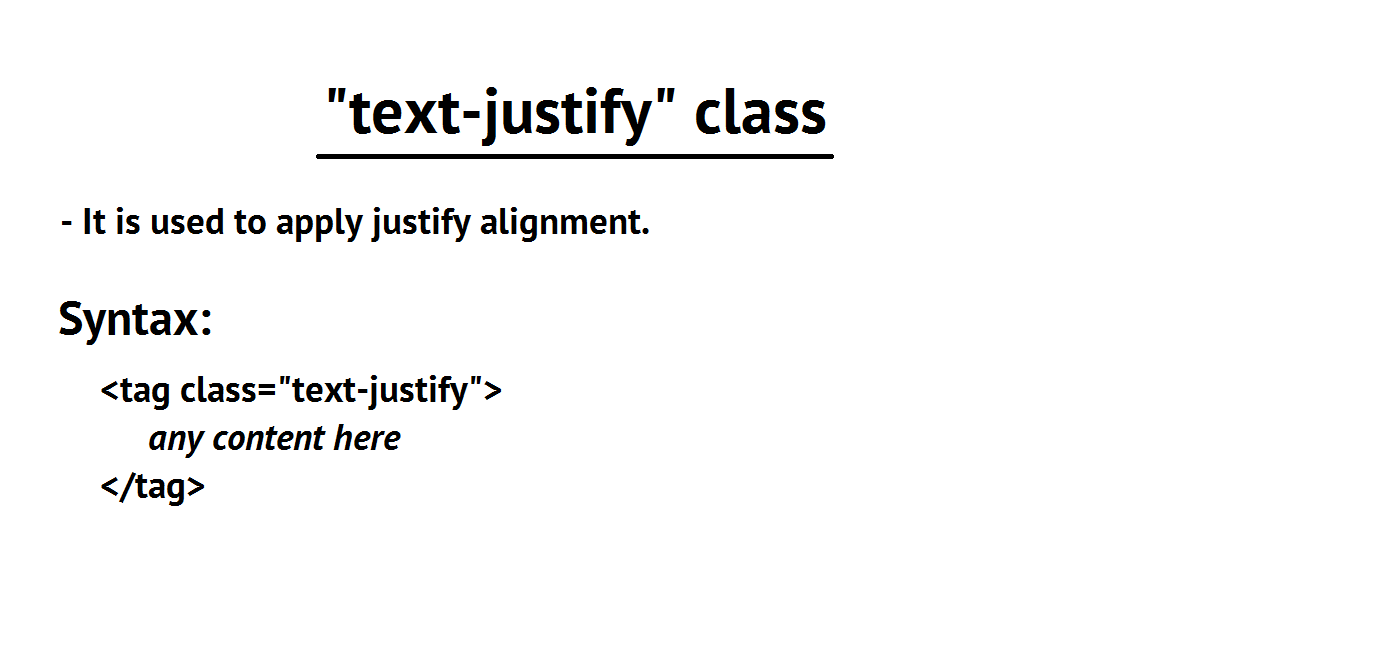 "text-justify" class
- It is used to apply justify alignment.
Syntax:
<tag class="text-justify">
any content here
</tag>